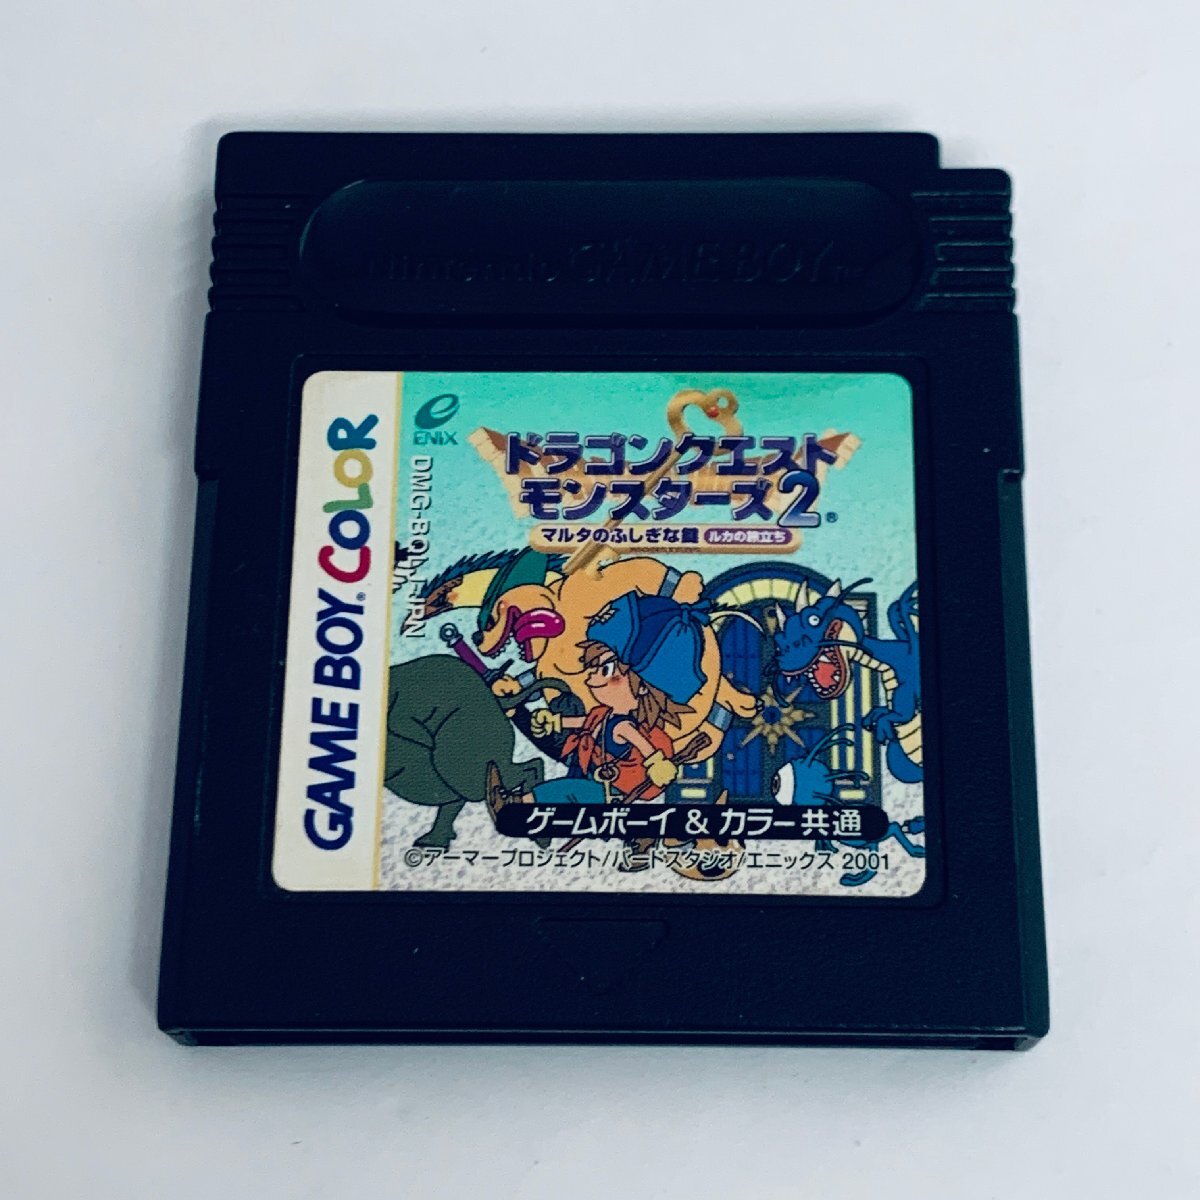 Nintendo GAME BOY
GAME BOY COLOR
ENIX
ドラゴンクエスト
モンスターズ2®
マルタのふしぎな鍵 ルカの旅立ち
ゲームボーイ & カラー共通
©アーマープロジェクト/バードスタジオ/エニックス 2001